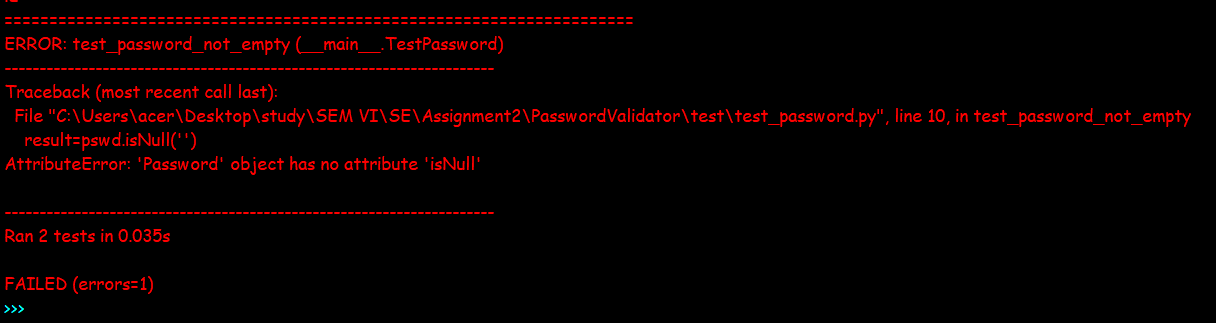 ======================================================================
ERROR: test_password_not_empty (__main__.TestPassword)
----------------------------------------------------------------------
Traceback (most recent call last):
  File "C:\Users\acer\Desktop\study\SEM VI\SE\Assignment2\PasswordValidator\test\test_password.py", line 10, in test_password_not_empty
    result=pswd.isNull('')
AttributeError: 'Password' object has no attribute 'isNull'
----------------------------------------------------------------------
Ran 2 tests in 0.035s
FAILED (errors=1)
>>>